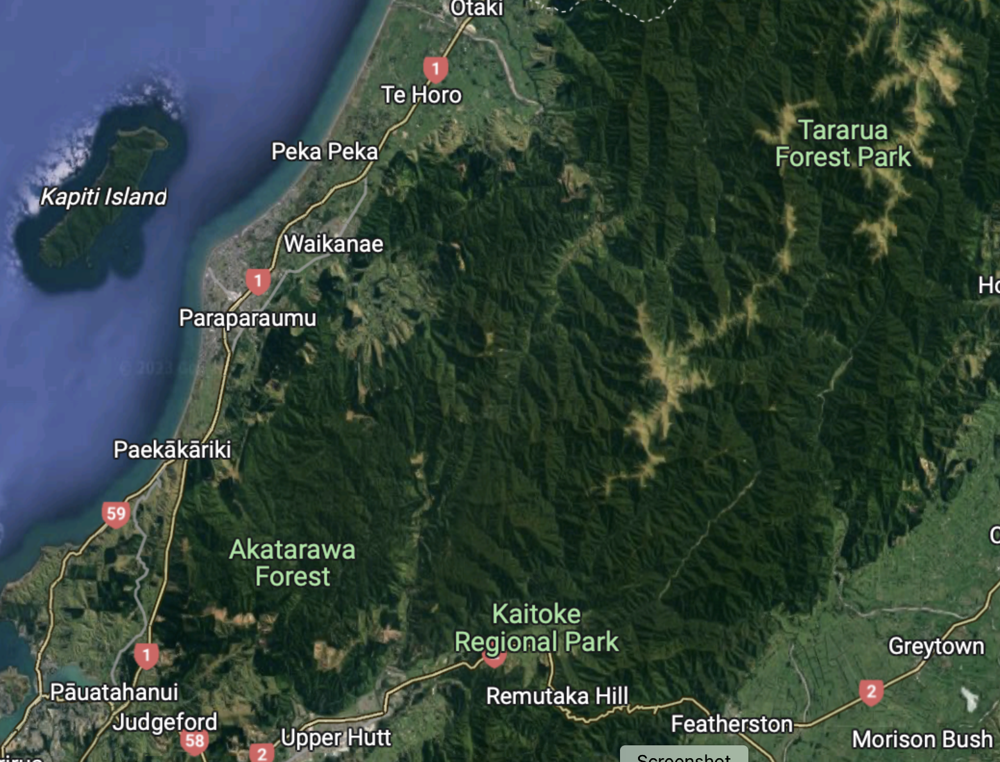 Otaki
1
Te Horo
Tararua
Forest Park
Peka Peka
Kapiti Island
Waikanae
1
Paraparaumu
Paekākāriki
59
Akatarawa
Forest
Kaitoke
Regional Park
Greytown
1
2
Pāuatahanui
Remutaka Hill
Judgeford
Featherston
58
Upper Hutt
Morison Bush
2
Screenshot